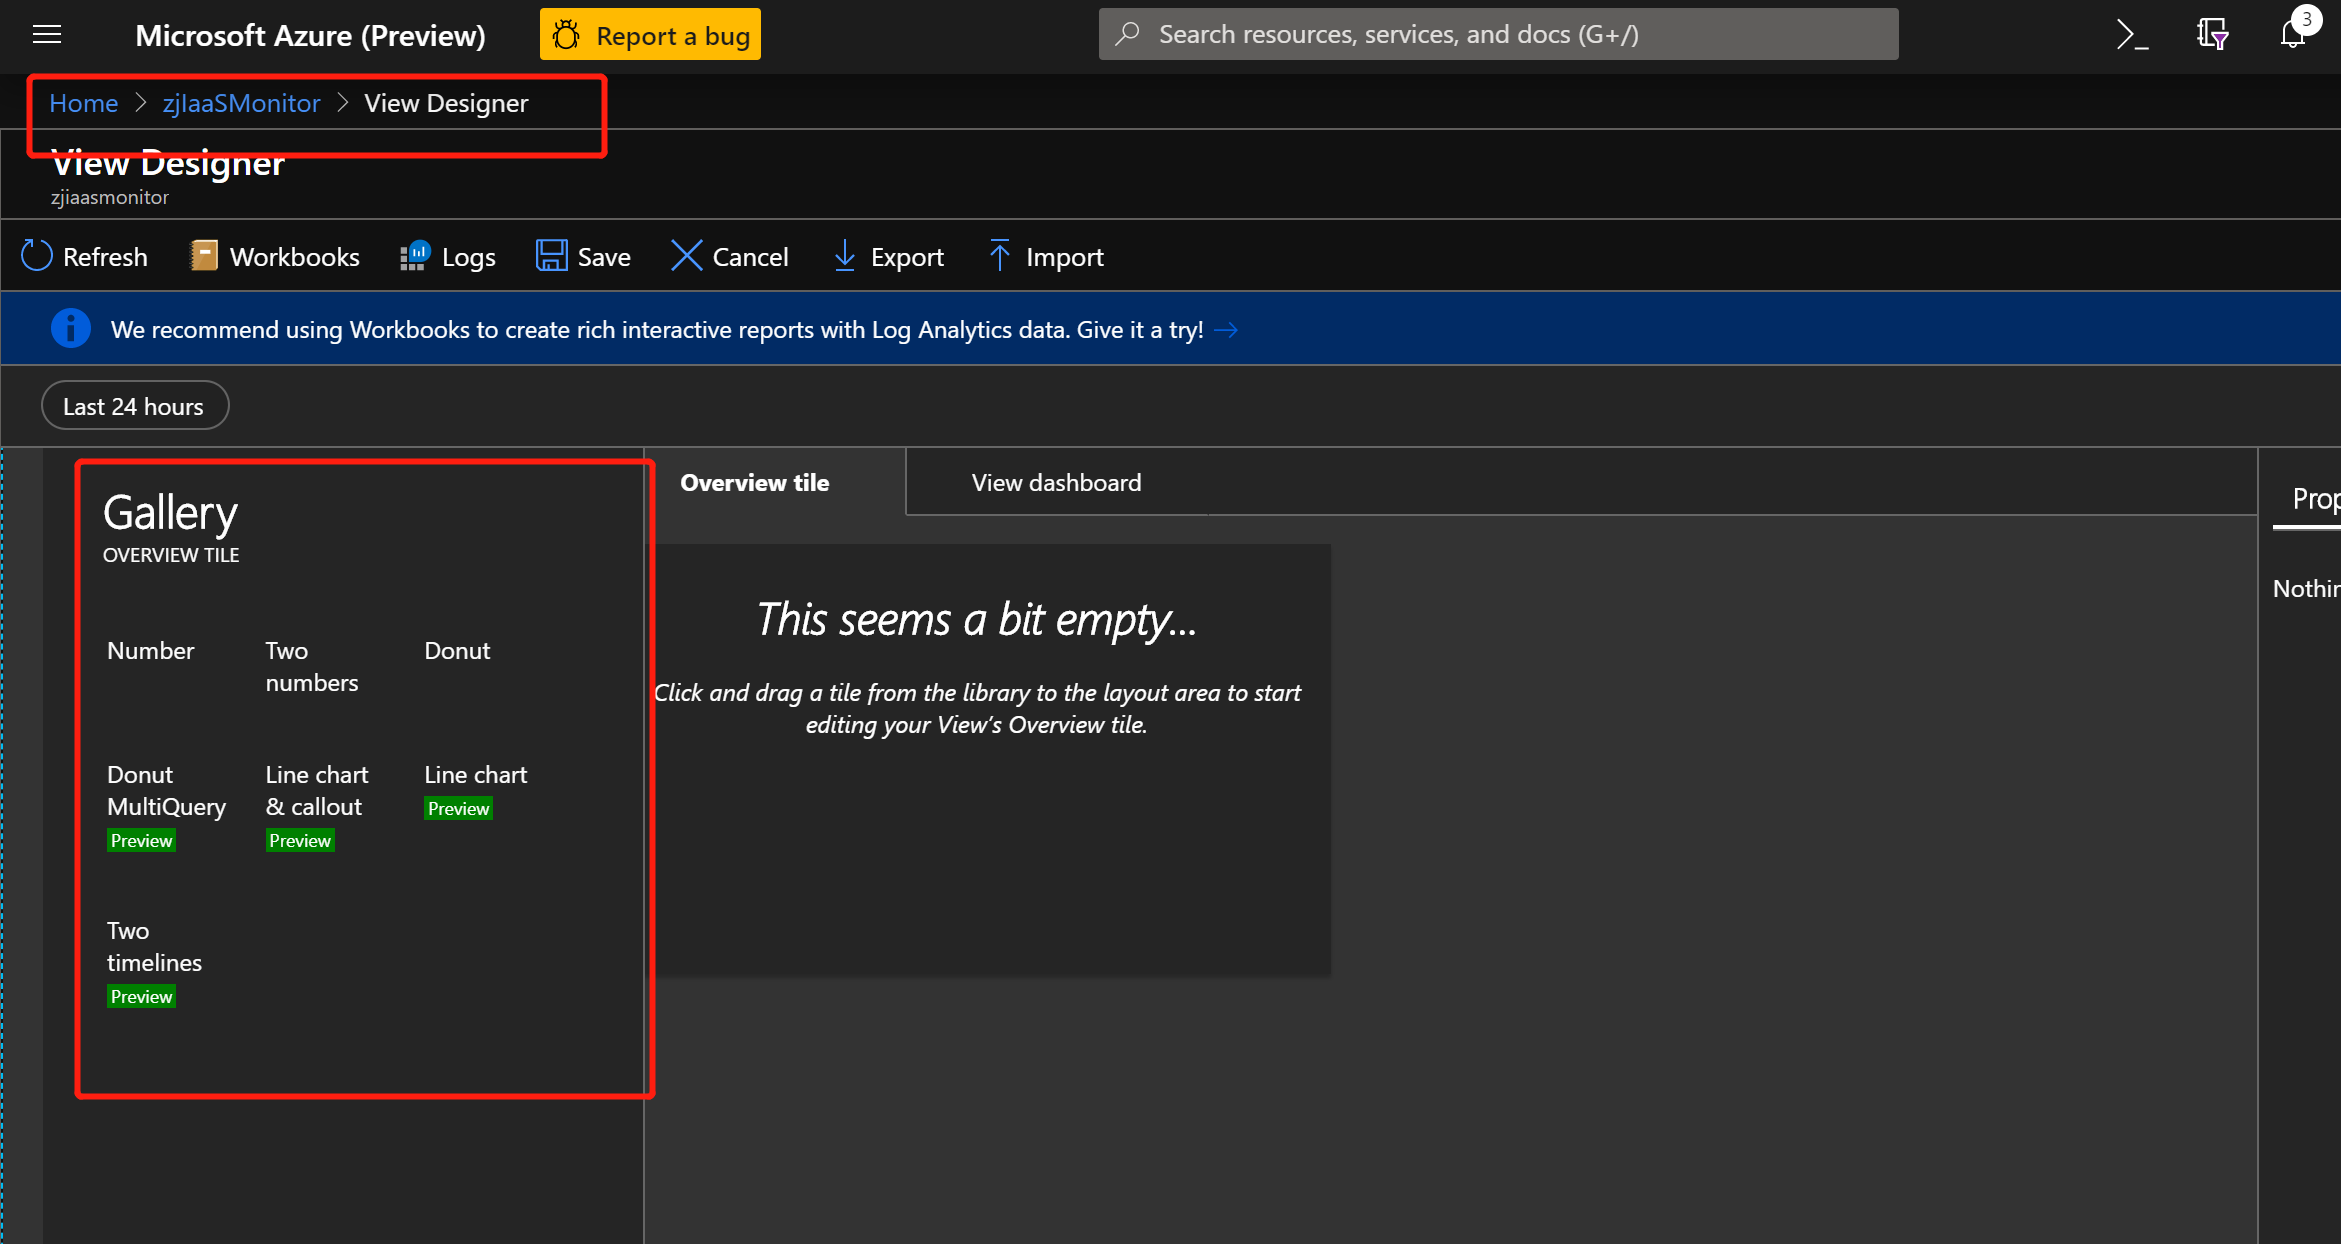 Microsoft Azure (Preview)
Report a bug
Search resources, services, and docs (G+/)
3
Home > zjIaaSMonitor > View Designer
View Designer
zjiaasmonitor
Refresh
Workbooks
Logs
Save
Cancel
Export
Import
We recommend using Workbooks to create rich interactive reports with Log Analytics data. Give it a try! →
Last 24 hours
Gallery
OVERVIEW TILE
Number
Two
numbers
Donut
Donut
MultiQuery
Preview
Line chart
& callout
Preview
Line chart
Preview
Two
timelines
Preview
Overview tile
View dashboard
This seems a bit empty...
Click and drag a tile from the library to the layout area to start
editing your View's Overview tile.
Prop
Nothin